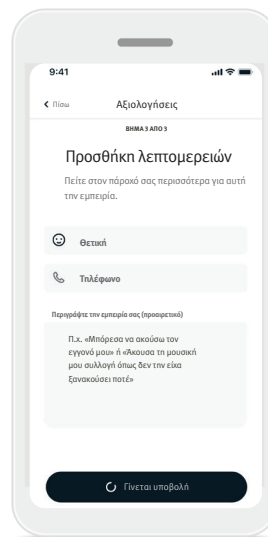 9:41
Πίσω Αξιολογήσεις
ΒΗΜΑ 3 ΑΠΟ 3
Προσθήκη λεπτομερειών
Πείτε στον πάροχό σας περισσότερα για αυτή
την εμπειρία.
Θετική
Τηλέφωνο
Περιγράψτε την εμπειρία σας (προαιρετικό)
Π.χ. «Μπόρεσα να ακούσω τον
εγγονό μου» ή «Άκουσα τη μουσική
μου συλλογή όπως δεν την είχα
ξανακούσει ποτέ»
Γίνεται υποβολή